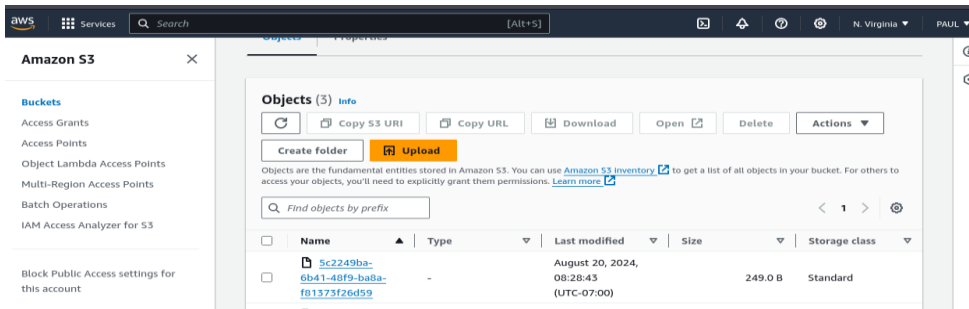 aws Services Search [Alt+S] N. Virginia PAUL
Amazon S3
Buckets
Access Grants
Access Points
Object Lambda Access Points
Multi-Region Access Points
Batch Operations
IAM Access Analyzer for S3
Block Public Access settings for
this account
Objects Properties
Objects (3) Info
Copy S3 URI Copy URL Download Open Delete Actions
Create folder Upload
Objects are the fundamental entities stored in Amazon S3. You can use Amazon S3 inventory to get a list of all objects in your bucket. For others to
access your objects, you'll need to explicitly grant them permissions. Learn more
Find objects by prefix 1
Name Type Last modified Size Storage class
5c2249ba-
6b41-48f9-ba8a-
f81373f26d59
-
August 20, 2024,
08:28:43
(UTC-07:00)
249.0 B
Standard